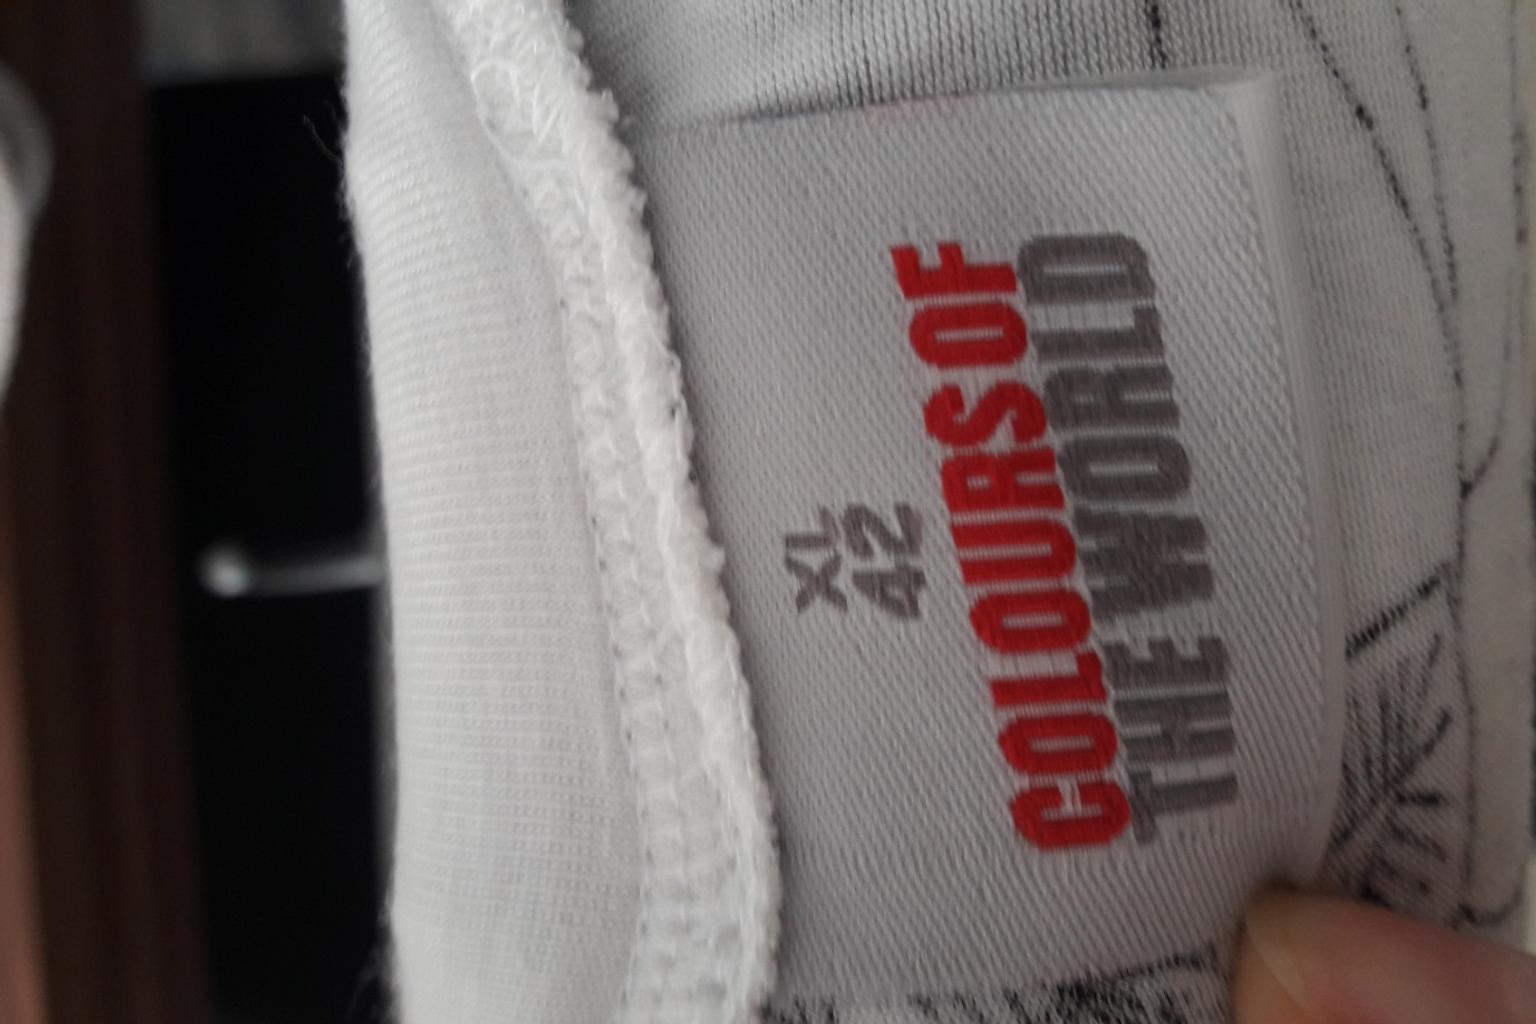 XL
42
COLOURS OF
THE WORLD